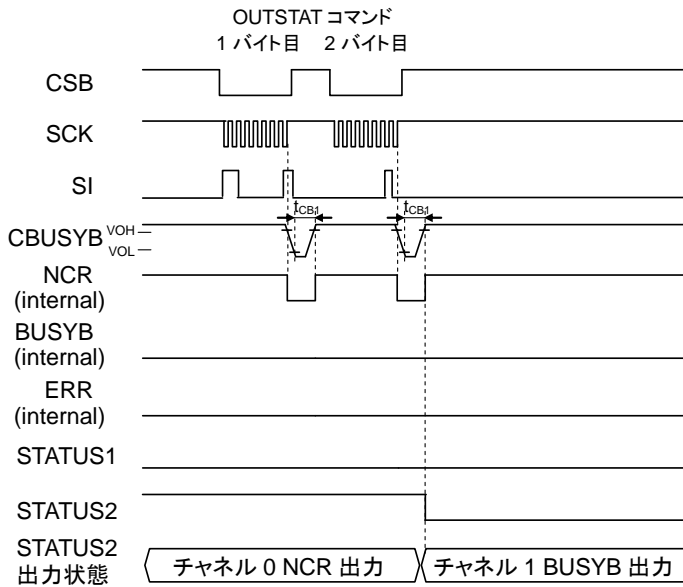 OUTSTAT コマンド
1 バイト目 2 バイト目
CSB
SCK
SI
tCB1 tCB1
CBUSYB VOH
VOL
NCR
(internal)
BUSYB
(internal)
ERR
(internal)
STATUS1
STATUS2
STATUS2
出力状態
チャネル 0 NCR 出力 チャネル 1 BUSYB 出力